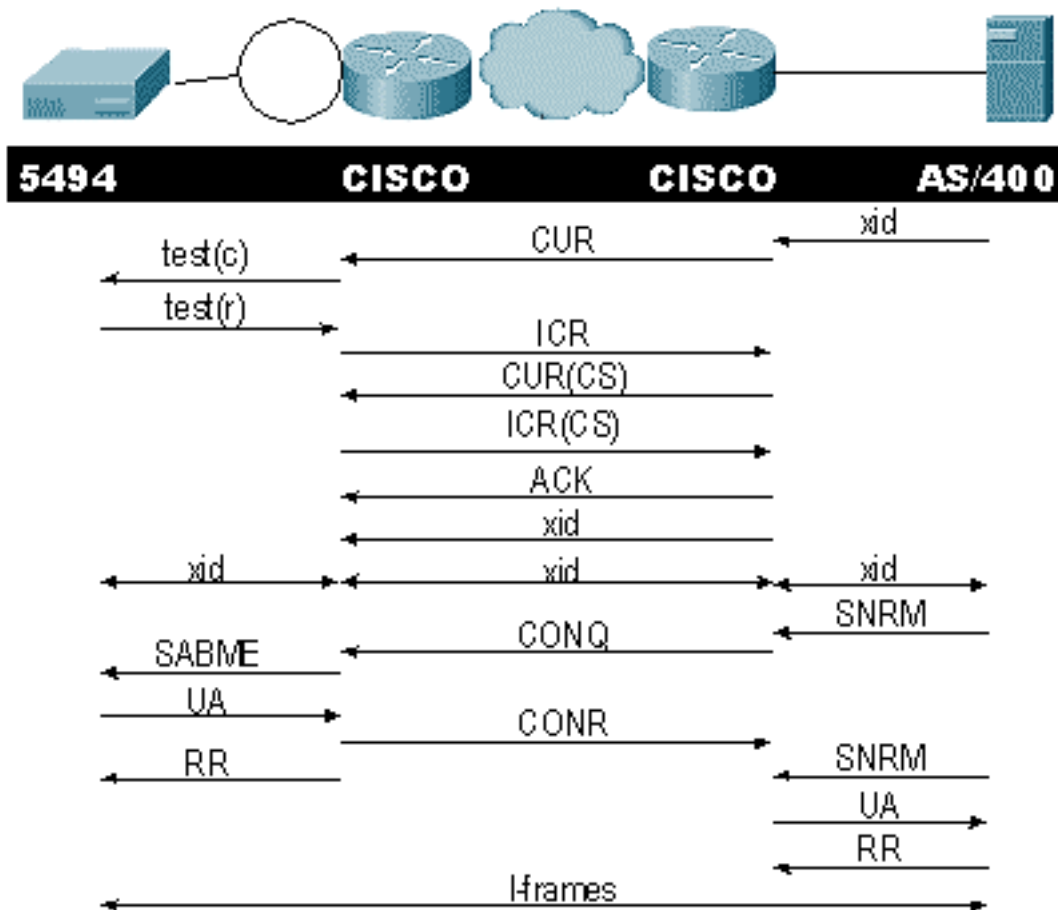 5494 CISCO CISCO AS/400
xid
CUR
test(c)
test(r)
ICR
CUR(CS)
ICR(CS)
ACK
xid
xid xid xid
SNRM
CONQ
SABME
UA
CONR
RR SNRM
UA
RR
I-frames